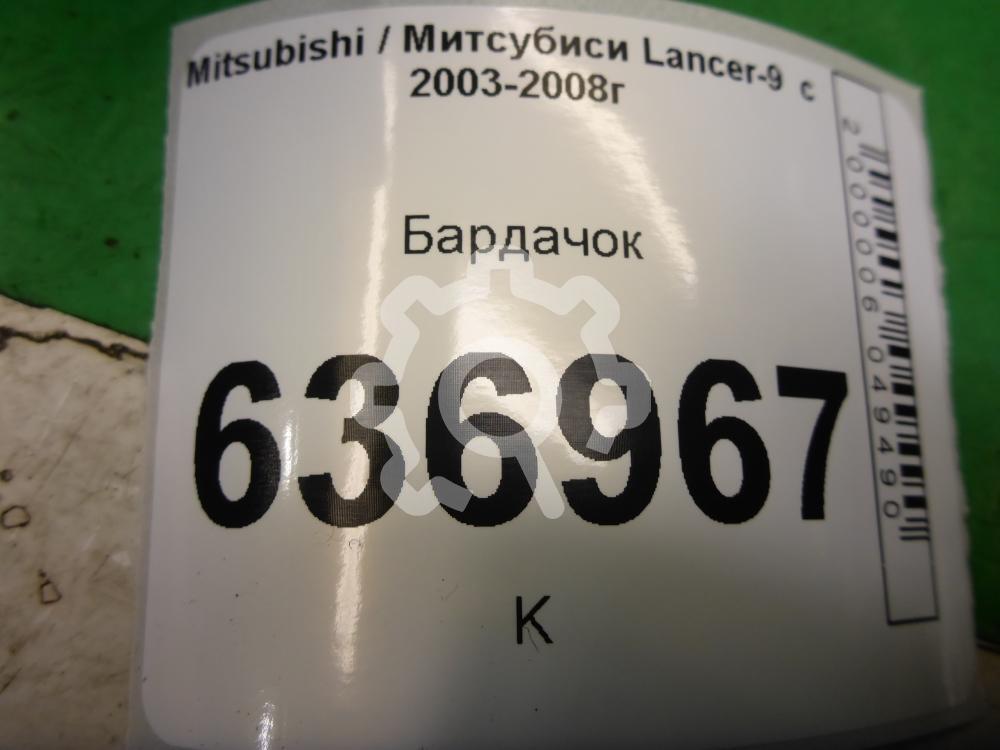 Mitsubishi / Митсубиси Lancer-9 с
2003-2008г
Бардачок
636967
К
2000006049490